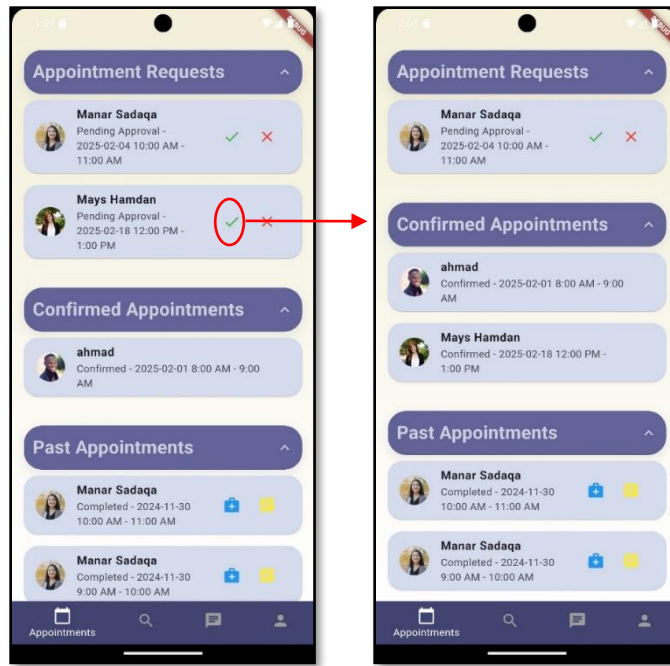 Appointment Requests
Manar Sadaqa
Pending Approval -
2025-02-04 10:00 AM -
11:00 AM
Mays Hamdan
Pending Approval -
2025-02-18 12:00 PM -
1:00 PM
Confirmed Appointments
ahmad
Confirmed - 2025-02-01 8:00 AM - 9:00
AM
Past Appointments
Manar Sadaqa
Completed - 2024-11-30
10:00 AM - 11:00 AM
Manar Sadaqa
Completed - 2024-11-30
9:00 AM - 10:00 AM
Appointments
2:01
Appointment Requests
Manar Sadaqa
Pending Approval -
2025-02-04 10:00 AM -
11:00 AM
Confirmed Appointments
ahmad
Confirmed - 2025-02-01 8:00 AM - 9:00
AM
Mays Hamdan
Confirmed - 2025-02-18 12:00 PM -
1:00 PM
Past Appointments
Manar Sadaqa
Completed - 2024-11-30
10:00 AM - 11:00 AM
Manar Sadaqa
Completed - 2024-11-30
9:00 AM - 10:00 AM
Appointments